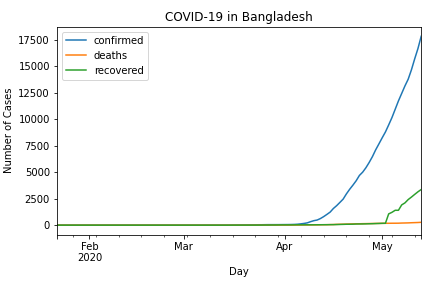 COVID-19 in Bangladesh
confirmed
deaths
recovered
17500
15000
12500
10000
7500
5000
2500
0
Number of Cases
Feb
2020
Mar
Apr
May
Day